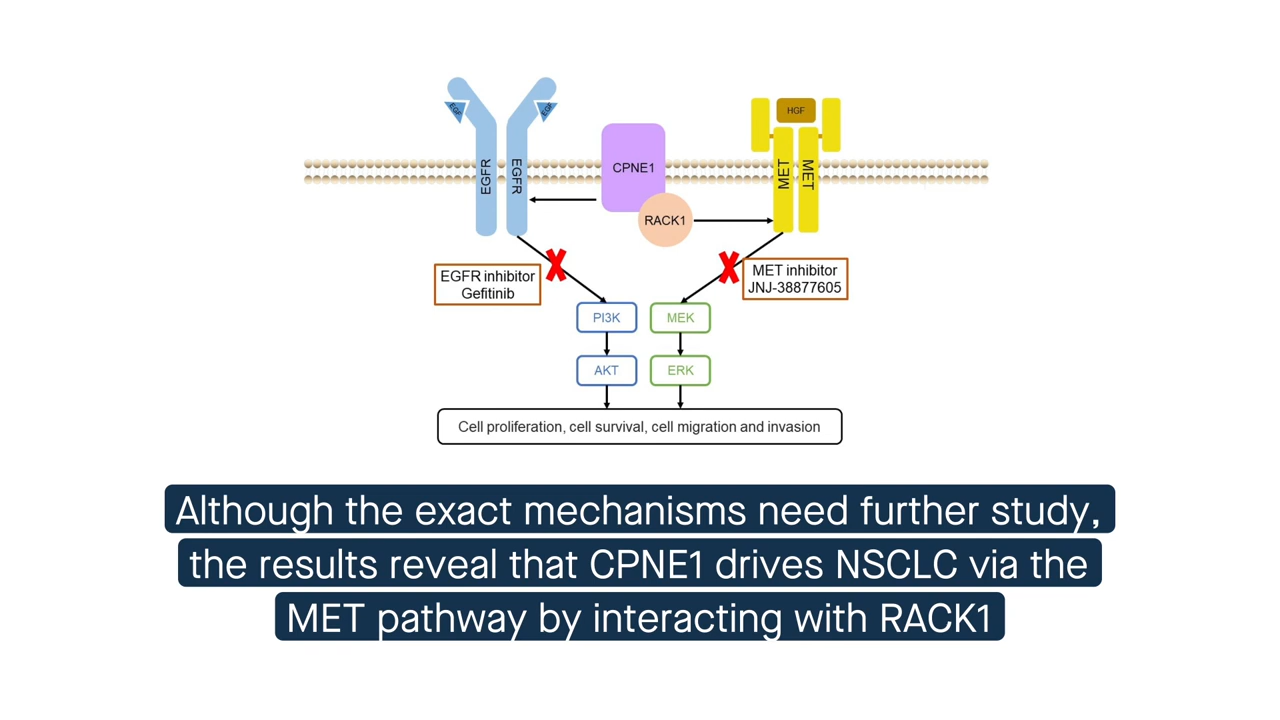 EGF
EGF
HGF
EGFR
EGFR
CPNE1
MET
MET
RACK1
EGFR inhibitor
Gefitinib
MET inhibitor
JNJ-38877605
PI3K
MEK
AKT
ERK
Cell proliferation, cell survival, cell migration and invasion
Although the exact mechanisms need further study,
the results reveal that CPNE1 drives NSCLC via the
MET pathway by interacting with RACK1